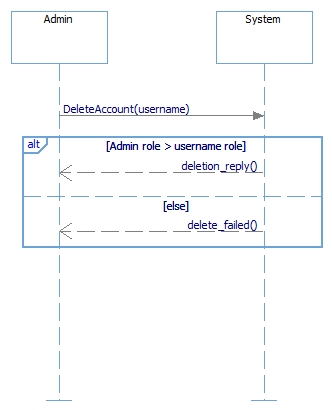 Admin
System
DeleteAccount(username)
alt
[Admin role > username role]
deletion_reply()
[else]
delete_failed()